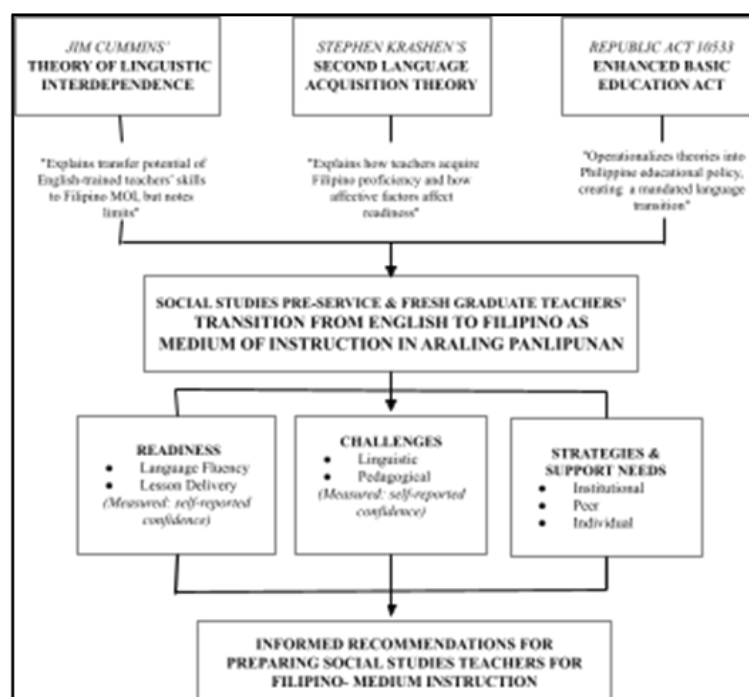 JIM CUMMINS'
THEORY OF LINGUISTIC
INTERDEPENDENCE
STEPHEN KRASHEN'S
SECOND LANGUAGE
ACQUISITION THEORY
REPUBLIC ACT 10533
ENHANCED BASIC
EDUCATION ACT
"Explains transfer potential of
English-trained teachers' skills
to Filipino MOI, but notes
limits"
"Explains how teachers acquire
Filipino proficiency and how
affective factors affect
readiness"
"Operationalizes theories into
Philippine educational policy,
creating a mandated language
transition"
SOCIAL STUDIES PRE-SERVICE & FRESH GRADUATE TEACHERS'
TRANSITION FROM ENGLISH TO FILIPINO AS
MEDIUM OF INSTRUCTION IN ARALING PANLIPUNAN
READINESS
● Language Fluency
● Lesson Delivery
(Measured: self-reported
confidence)
CHALLENGES
● Linguistic
● Pedagogical
(Measured: self-reported
confidence)
STRATEGIES &
SUPPORT NEEDS
● Institutional
● Peer
● Individual
INFORMED RECOMMENDATIONS FOR
PREPARING SOCIAL STUDIES TEACHERS FOR
FILIPINO- MEDIUM INSTRUCTION